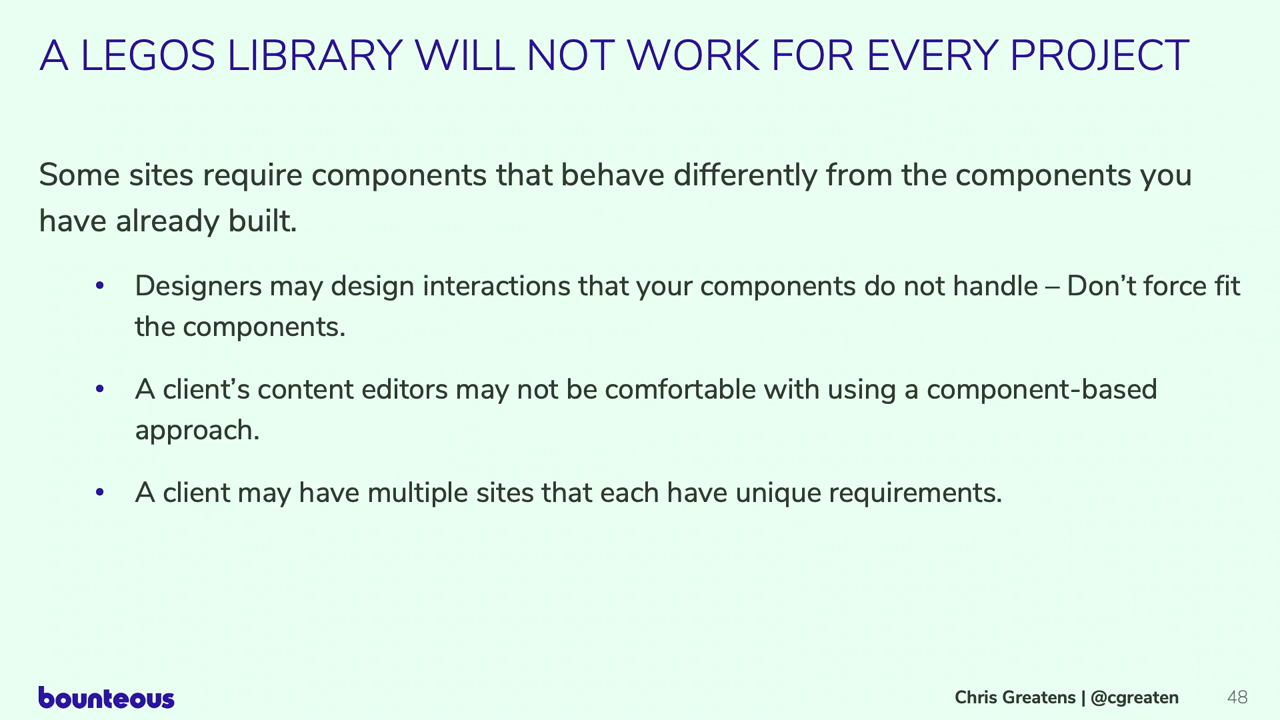 A LEGOS LIBRARY WILL NOT WORK FOR EVERY PROJECT
Some sites require components that behave differently from the components you
have already built.
• Designers may design interactions that your components do not handle – Don’t force fit
the components.
• A client’s content editors may not be comfortable with using a component-based
approach.
• A client may have multiple sites that each have unique requirements.
bounteous
Chris Greatens | @cgreaten
48